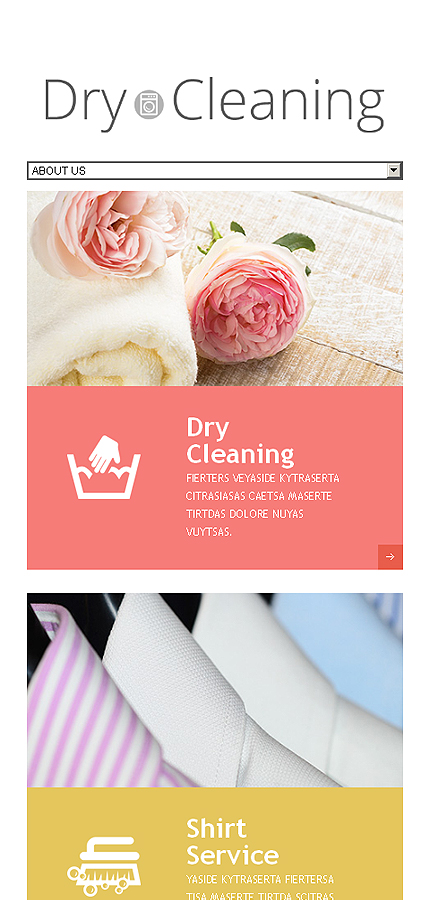 Dry Cleaning
ABOUT US
Dry
Cleaning
FIERTERS VEYASIDE KYTRASERTA
CITRASIASAS CAETSA MASERTE
TIRTDAS DOLORE NUYAS
VUYTSAS.
Shirt
Service
YASIDE KYTRASERTA FIERTERSA
TISA MASERTE TIRTDA SCITRAS